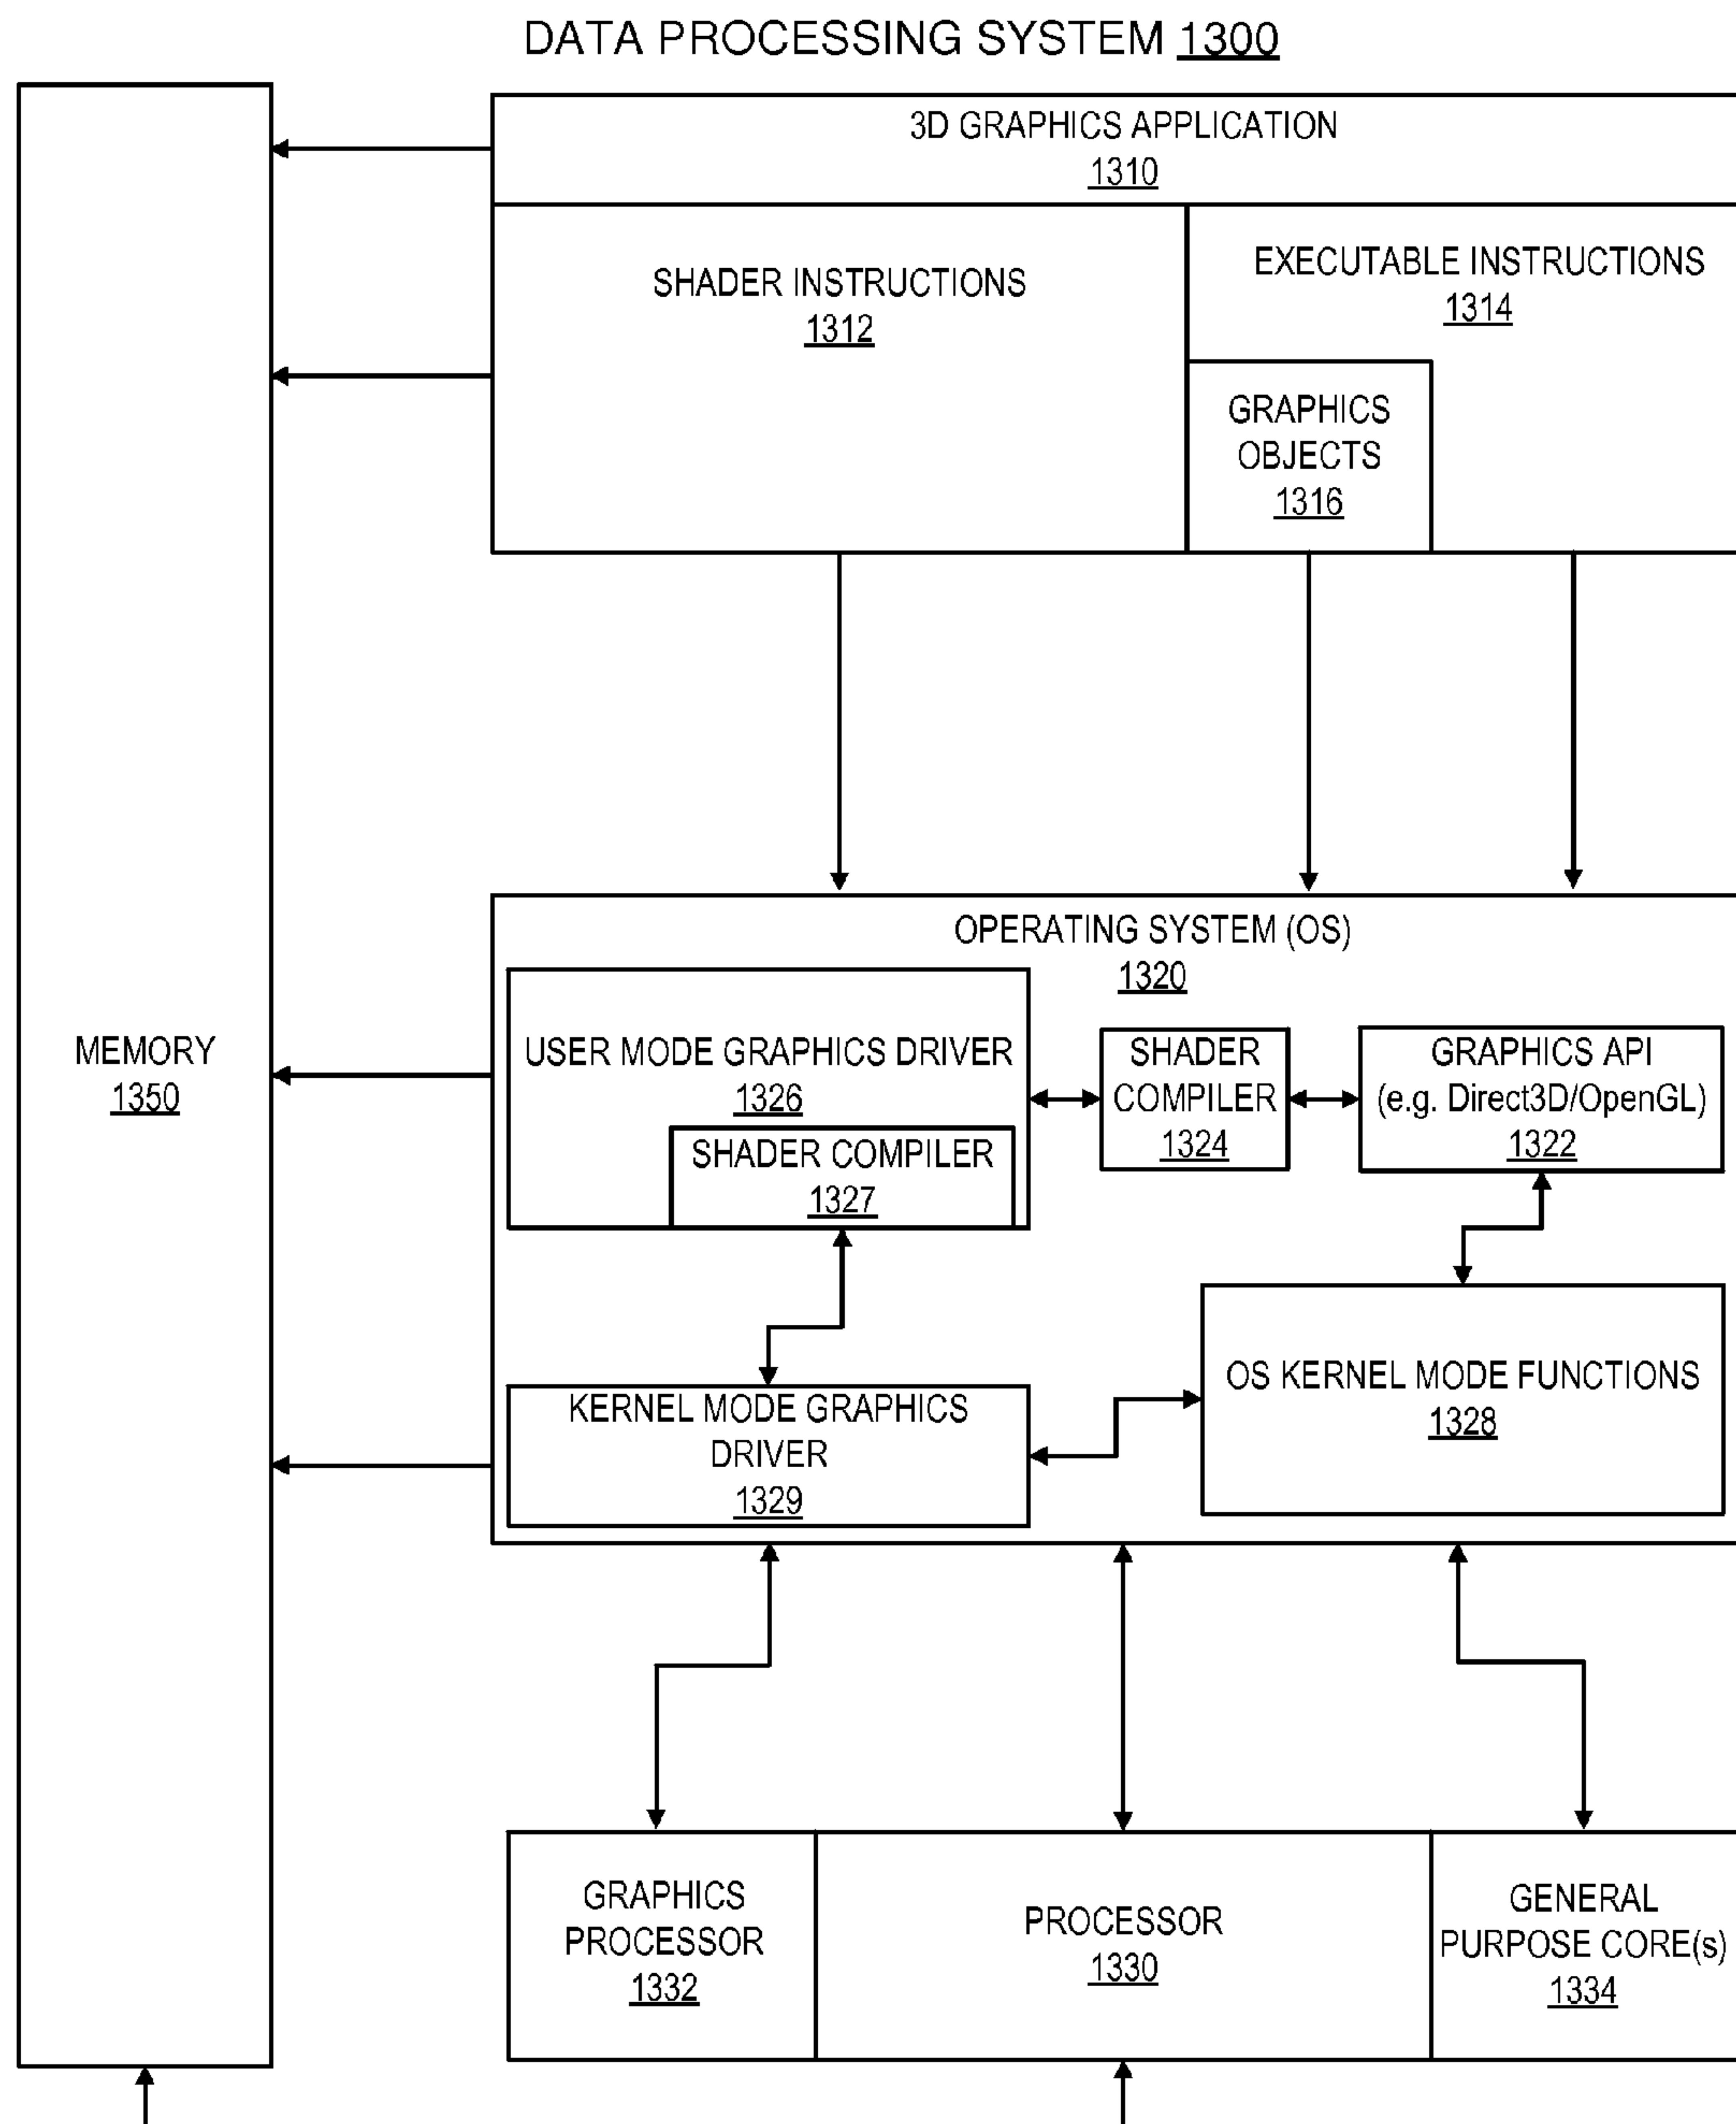 DATA PROCESSING SYSTEM 1300
3D GRAPHICS APPLICATION
1310
SHADER INSTRUCTIONS
1312
EXECUTABLE INSTRUCTIONS
1314
GRAPHICS
OBJECTS
1316
MEMORY
1350
OPERATING SYSTEM (OS)
1320
USER MODE GRAPHICS DRIVER
1326
SHADER COMPILER
1327
SHADER
COMPILER
1324
GRAPHICS API
(e.g. Direct3D/OpenGL)
1322
KERNEL MODE GRAPHICS
DRIVER
1329
OS KERNEL MODE FUNCTIONS
1328
GRAPHICS
PROCESSOR
1332
PROCESSOR
1330
GENERAL
PURPOSE CORE(s)
1334